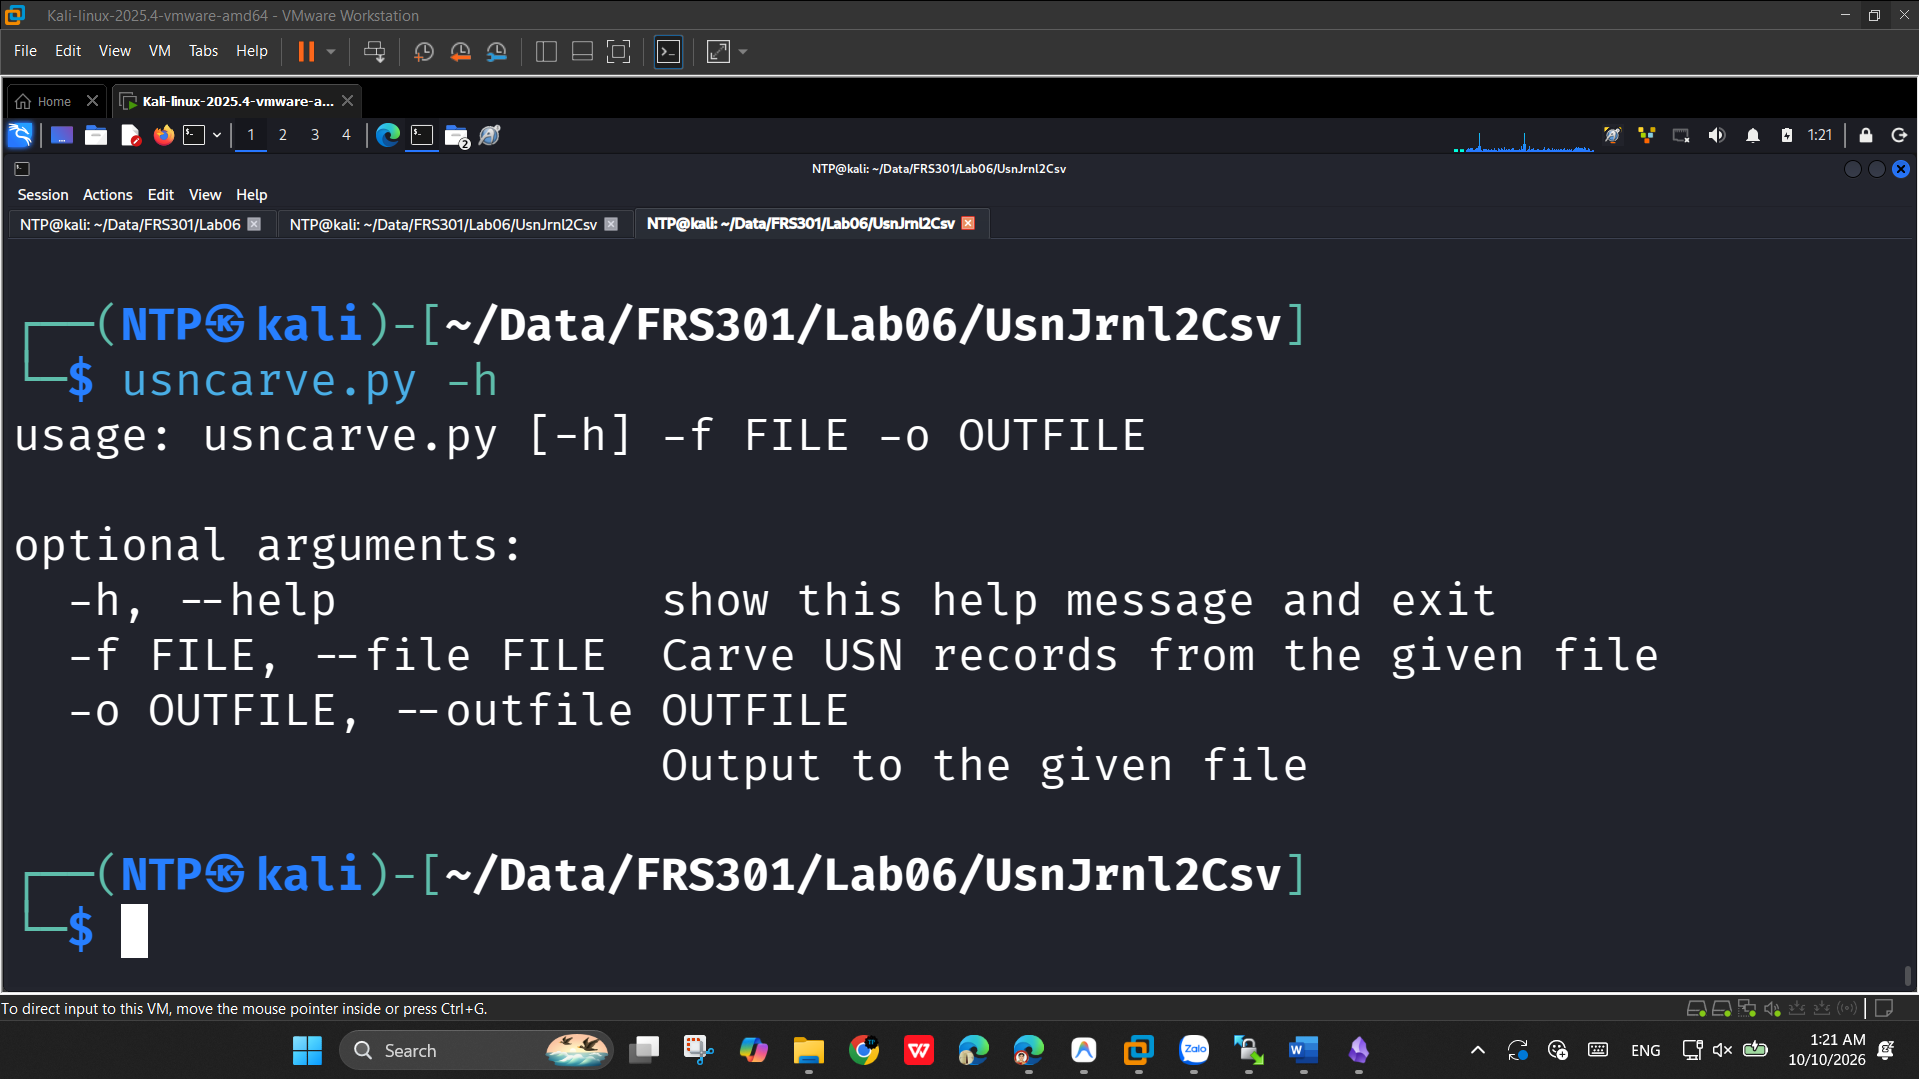 Kali-linux-2025.4-vmware-amd64 - VMware Workstation
File Edit View VM Tabs Help
Home Kali-linux-2025.4-vmware-a...
1 2 3 4 2 1:21
NTP@kali: ~/Data/FRS301/Lab06/UsnJrnl2Csv
Session Actions Edit View Help
NTP@kali: ~/Data/FRS301/Lab06 NTP@kali: ~/Data/FRS301/Lab06/UsnJrnl2Csv NTP@kali: ~/Data/FRS301/Lab06/UsnJrnl2Csv
┌──(NTP㉿kali)-[~/Data/FRS301/Lab06/UsnJrnl2Csv]
└─$ usncarve.py -h
usage: usncarve.py [-h] -f FILE -o OUTFILE
optional arguments:
-h, --help show this help message and exit
-f FILE, --file FILE Carve USN records from the given file
-o OUTFILE, --outfile OUTFILE
Output to the given file
┌──(NTP㉿kali)-[~/Data/FRS301/Lab06/UsnJrnl2Csv]
└─$
To direct input to this VM, move the mouse pointer inside or press Ctrl+G.
Search Zalo ENG 1:21 AM
10/10/2026